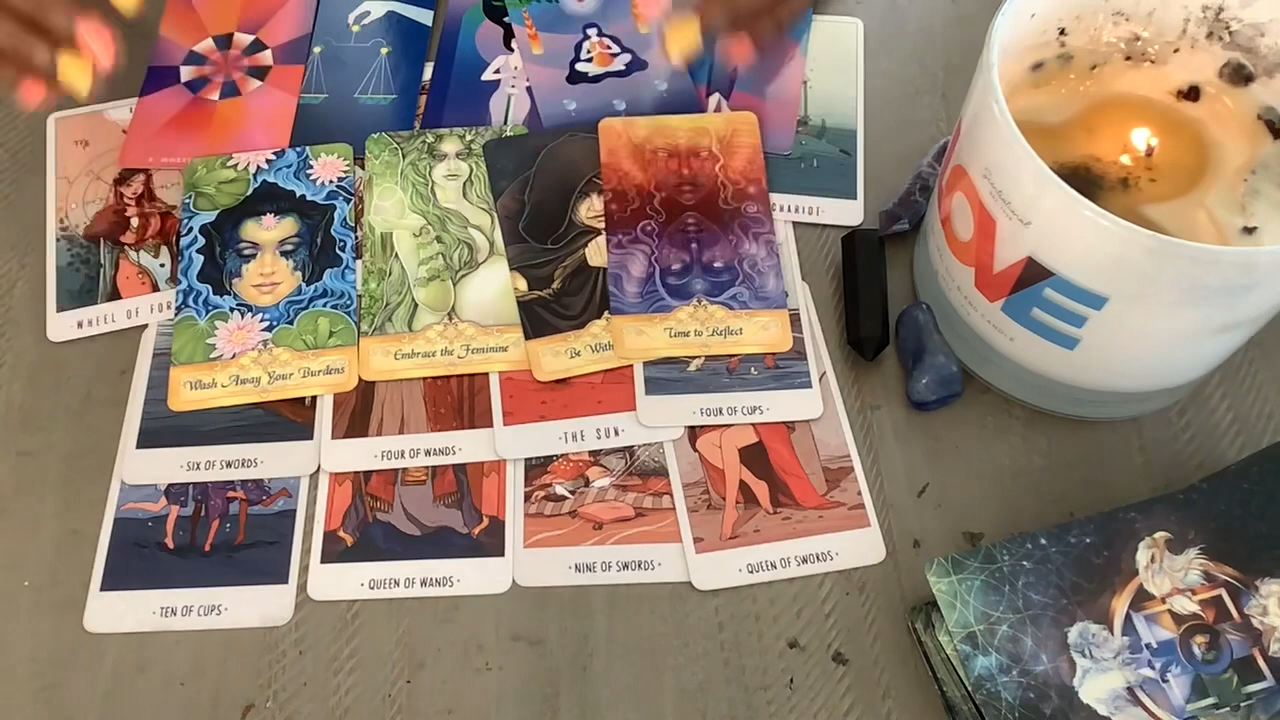 CHARIOT·
·WHEEL OF FOR
Wash Away Your Burdens
Embrace the Feminine
Be With
Time to Reflect
·SIX OF SWORDS·
·FOUR OF WANDS·
·THE SUN·
·FOUR OF CUPS·
·TEN OF CUPS·
·QUEEN OF WANDS·
·NINE OF SWORDS·
·QUEEN OF SWORDS·
LOVE